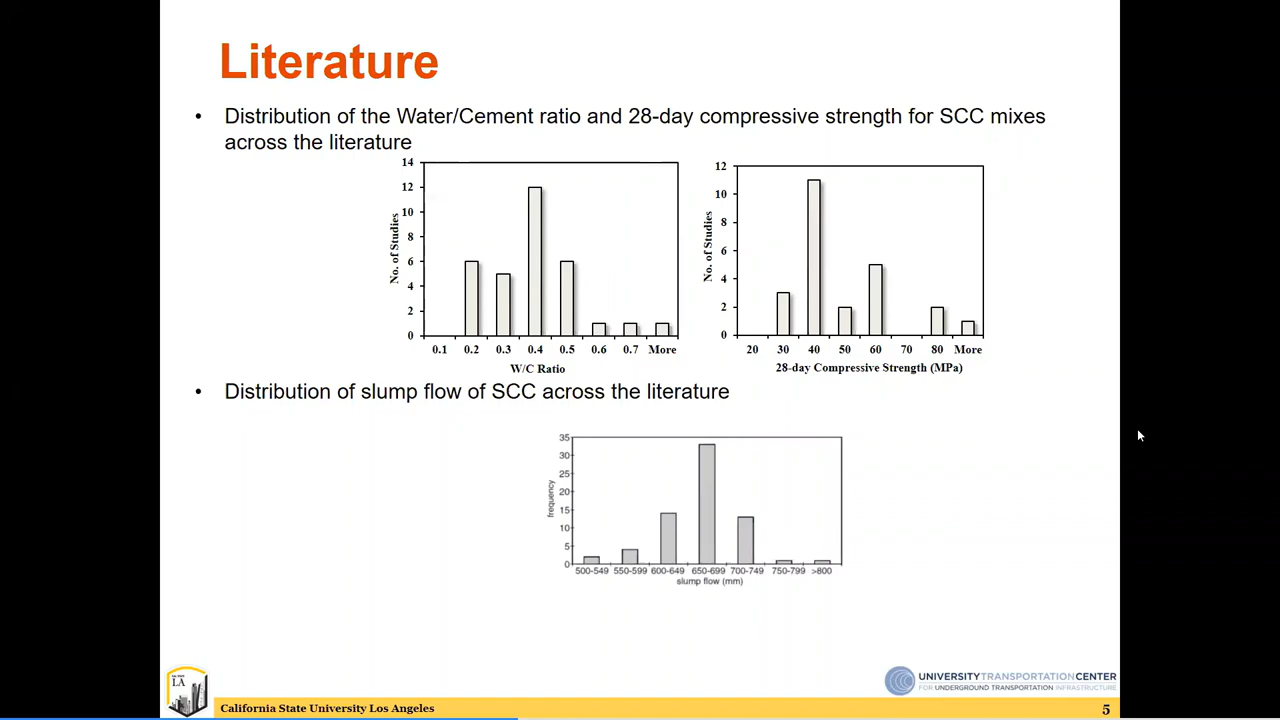 Literature
• Distribution of the Water/Cement ratio and 28-day compressive strength for SCC mixes
across the literature
14
12
10
8
6
4
2
0
No. of Studies
0.1 0.2 0.3 0.4 0.5 0.6 0.7 More
W/C Ratio
12
10
8
6
4
2
0
No. of Studies
20 30 40 50 60 70 80 More
28-day Compressive Strength (MPa)
• Distribution of slump flow of SCC across the literature
35
30
25
20
15
10
5
0
frequency
500-549 550-599 600-649 650-699 700-749 750-799 >800
slump flow (mm)
LA
UNIVERSITYTRANSPORTATIONCENTER
FOR UNDERGROUND TRANSPORTATION INFRASTRUCTURE
California State University Los Angeles
5